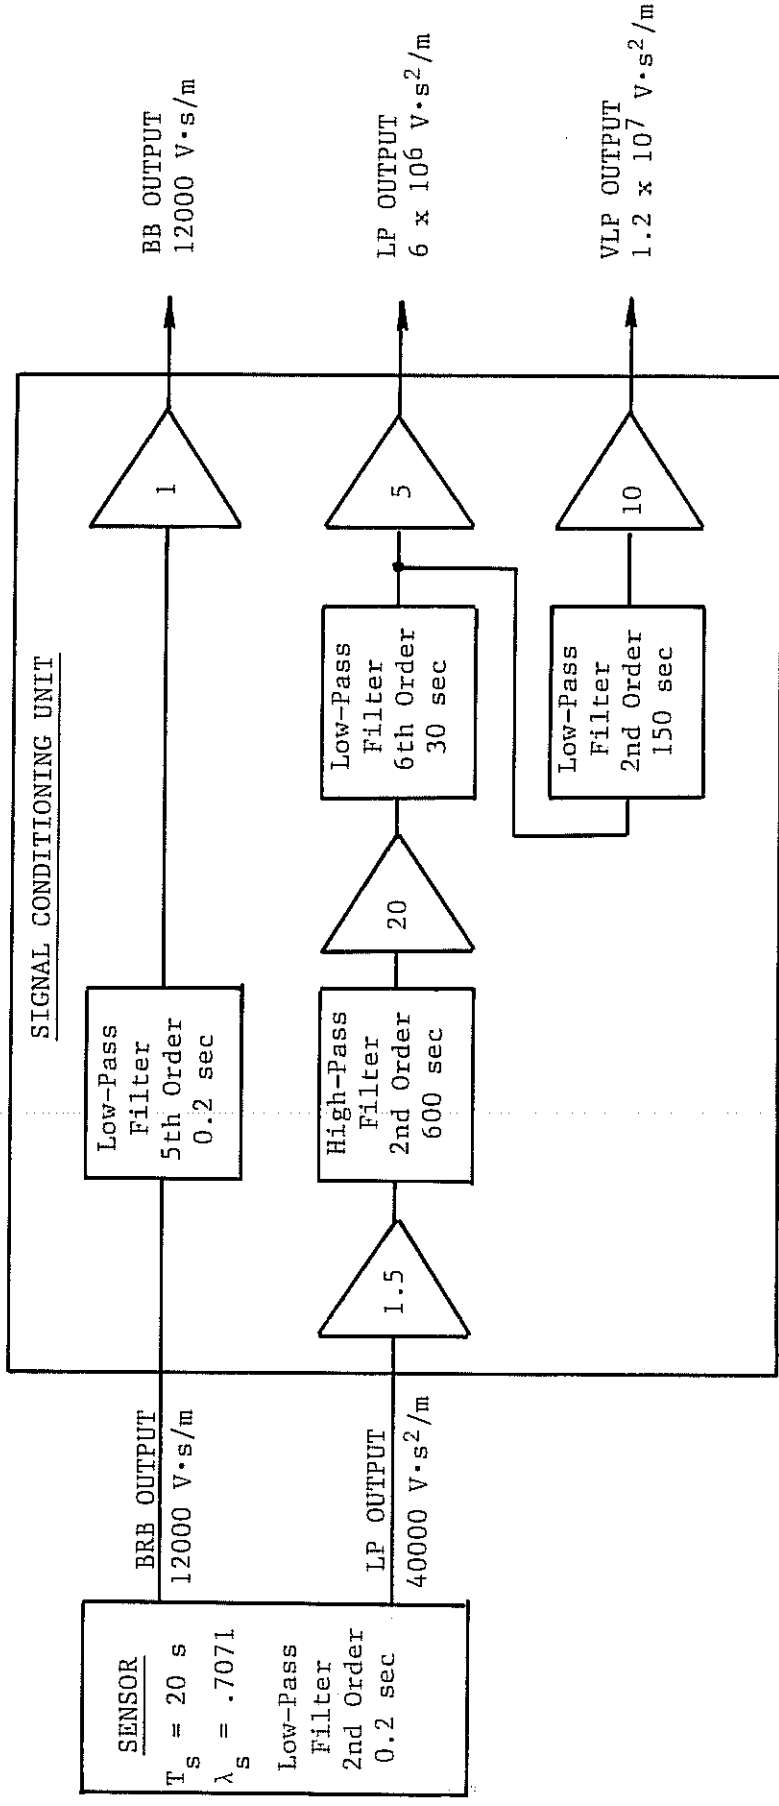 SENSOR
T_s = 20 s
λ_s = .7071
Low-Pass
Filter
2nd Order
0.2 sec
BRB OUTPUT
12000 V·s/m
LP OUTPUT
40000 V·s²/m
SIGNAL CONDITIONING UNIT
Low-Pass
Filter
5th Order
0.2 sec
1
BB OUTPUT
12000 V·s/m
1.5
High-Pass
Filter
2nd Order
600 sec
20
Low-Pass
Filter
6th Order
30 sec
5
LP OUTPUT
6 x 10⁶ V·s²/m
Low-Pass
Filter
2nd Order
150 sec
10
VLP OUTPUT
1.2 x 10⁷ V·s²/m